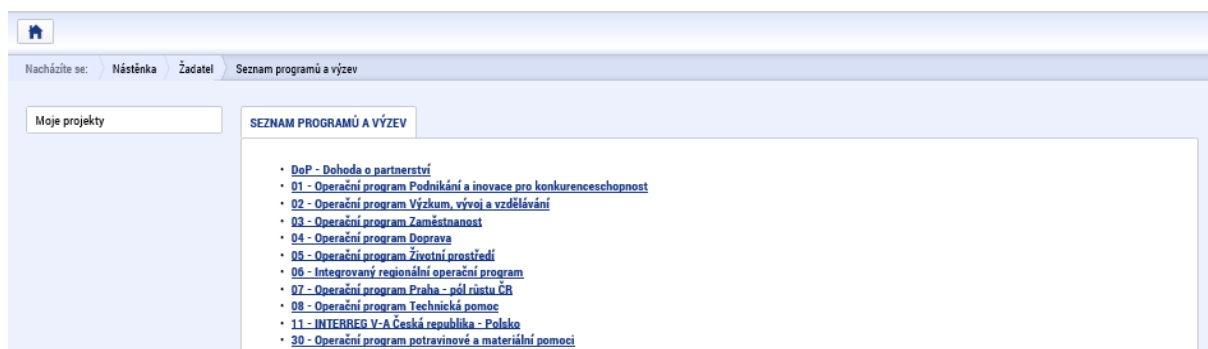 Nacházíte se: Nástěnka Žadatel Seznam programů a výzev
Moje projekty
SEZNAM PROGRAMŮ A VÝZEV
• DoP - Dohoda o partnerství
• 01 - Operační program Podnikání a inovace pro konkurenceschopnost
• 02 - Operační program Výzkum, vývoj a vzdělávání
• 03 - Operační program Zaměstnanost
• 04 - Operační program Doprava
• 05 - Operační program Životní prostředí
• 06 - Integrovaný regionální operační program
• 07 - Operační program Praha - pól růstu ČR
• 08 - Operační program Technická pomoc
• 11 - INTERREG V-A Česká republika - Polsko
• 30 - Operační program potravinové a materiální pomoci